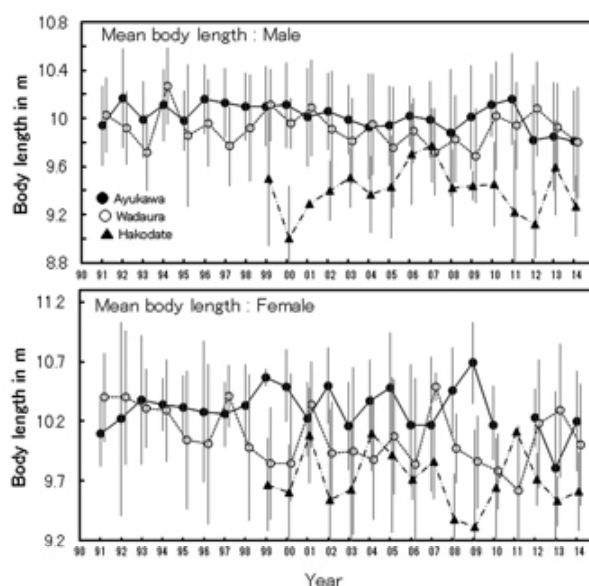 Mean body length : Male
Body length in m
10.8
10.4
10
9.6
9.2
8.8
Ayukawa
Wadaura
Hakodate
90 91 92 93 94 95 96 97 98 99 00 01 02 03 04 05 06 07 08 09 10 11 12 13 14
Mean body length : Female
Body length in m
11.2
10.7
10.2
9.7
9.2
90 91 92 93 94 95 96 97 98 99 00 01 02 03 04 05 06 07 08 09 10 11 12 13 14
Year